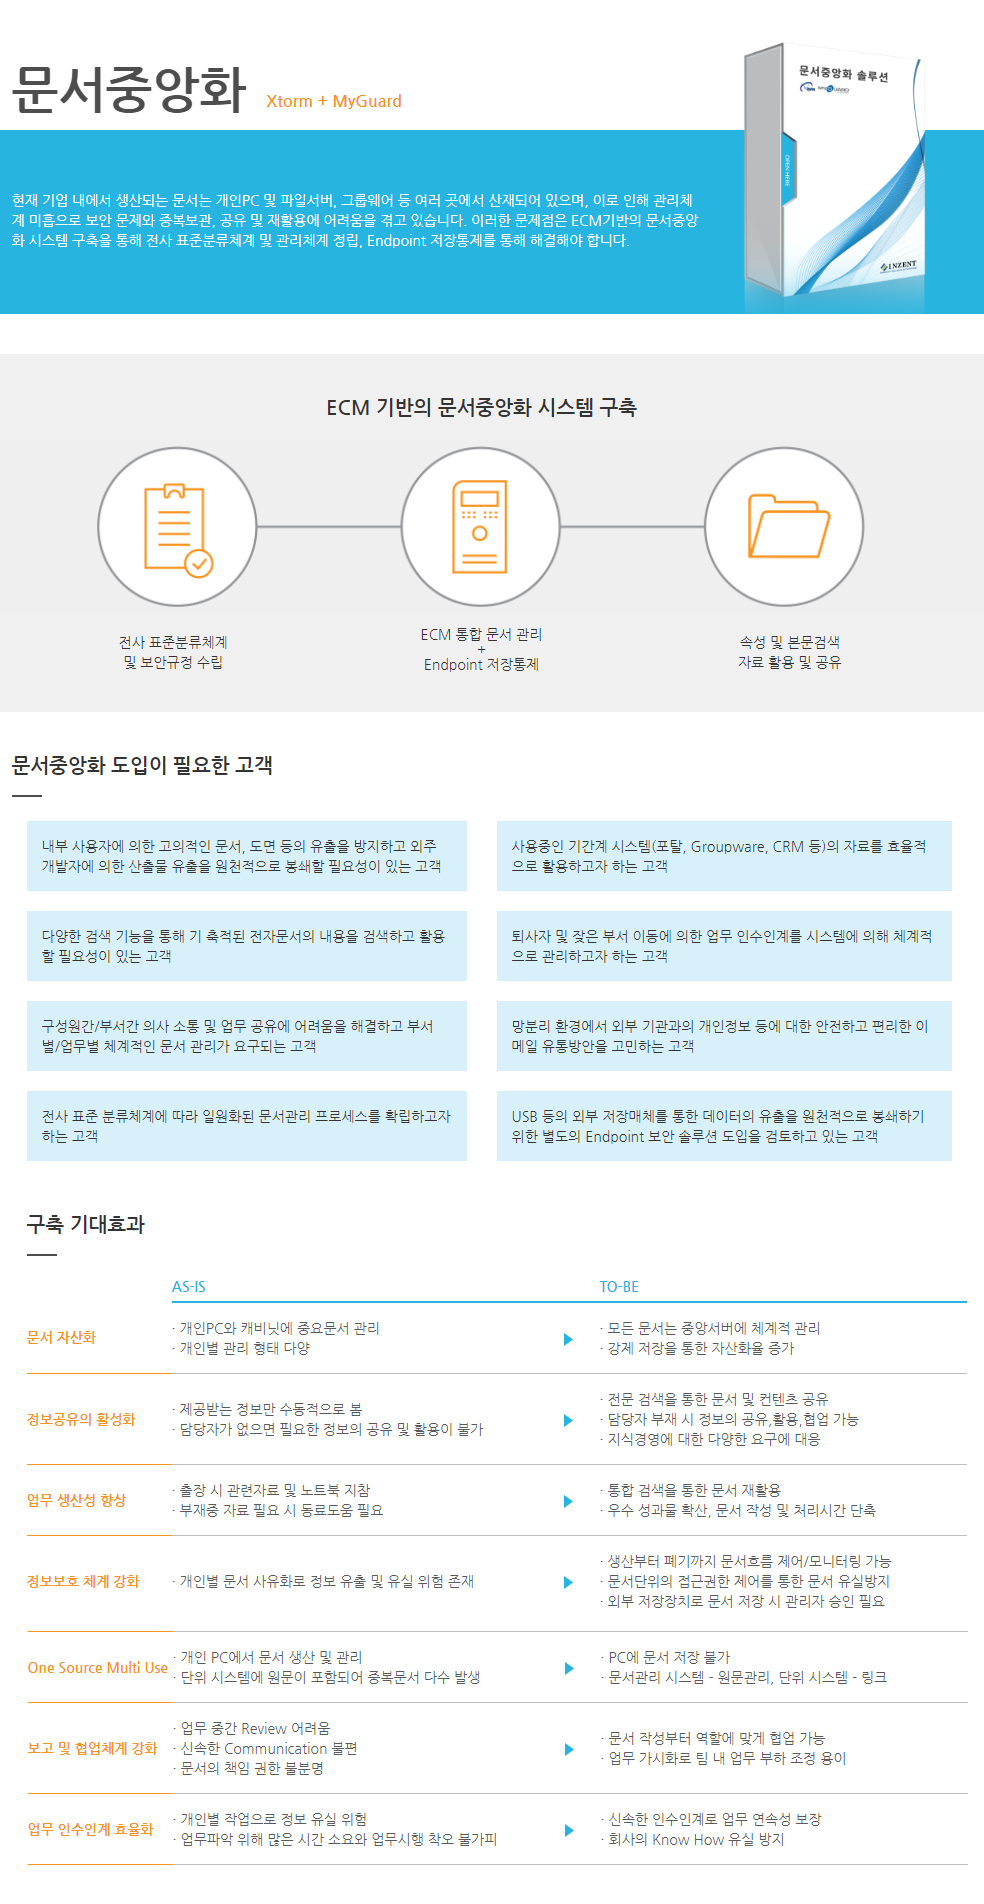 문서중앙화 Xtorm + MyGuard
문서중앙화 솔루션
OPEN HERE
INZENT
현재 기업 내에서 생산되는 문서는 개인PC 및 파일서버, 그룹웨어 등 여러 곳에서 산재되어 있으며, 이로 인해 관리체
계 미흡으로 보안 문제와 중복보관, 공유 및 재활용에 어려움을 겪고 있습니다. 이러한 문제점은 ECM기반의 문서중앙
화 시스템 구축을 통해 전사 표준분류체계 및 관리체계 정립, Endpoint 저장통제를 통해 해결해야 합니다.
ECM 기반의 문서중앙화 시스템 구축
전사 표준분류체계
및 보안규정 수립
ECM 통합 문서 관리
+
Endpoint 저장통제
속성 및 본문검색
자료 활용 및 공유
문서중앙화 도입이 필요한 고객
내부 사용자에 의한 고의적인 문서, 도면 등의 유출을 방지하고 외주
개발자에 의한 산출물 유출을 원천적으로 봉쇄할 필요성이 있는 고객
사용중인 기간계 시스템(포탈, Groupware, CRM 등)의 자료를 효율적
으로 활용하고자 하는 고객
다양한 검색 기능을 통해 기 축적된 전자문서의 내용을 검색하고 활용
할 필요성이 있는 고객
퇴사자 및 잦은 부서 이동에 의한 업무 인수인계를 시스템에 의해 체계적
으로 관리하고자 하는 고객
구성원간/부서간 의사 소통 및 업무 공유에 어려움을 해결하고 부서
별/업무별 체계적인 문서 관리가 요구되는 고객
망분리 환경에서 외부 기관과의 개인정보 등에 대한 안전하고 편리한 이
메일 유통방안을 고민하는 고객
전사 표준 분류체계에 따라 일원화된 문서관리 프로세스를 확립하고자
하는 고객
USB 등의 외부 저장매체를 통한 데이터의 유출을 원천적으로 봉쇄하기
위한 별도의 Endpoint 보안 솔루션 도입을 검토하고 있는 고객
구축 기대효과
AS-IS TO-BE
문서 자산화
· 개인PC와 캐비닛에 중요문서 관리
· 개인별 관리 형태 다양
· 모든 문서는 중앙서버에 체계적 관리
· 강제 저장을 통한 자산화율 증가
정보공유의 활성화
· 제공받는 정보만 수동적으로 봄
· 담당자가 없으면 필요한 정보의 공유 및 활용이 불가
· 전문 검색을 통한 문서 및 컨텐츠 공유
· 담당자 부재 시 정보의 공유,활용,협업 가능
· 지식경영에 대한 다양한 요구에 대응
업무 생산성 향상
· 출장 시 관련자료 및 노트북 지참
· 부재중 자료 필요 시 동료도움 필요
· 통합 검색을 통한 문서 재활용
· 우수 성과물 확산, 문서 작성 및 처리시간 단축
정보보호 체계 강화
· 개인별 문서 사유화로 정보 유출 및 유실 위험 존재
· 생산부터 폐기까지 문서흐름 제어/모니터링 가능
· 문서단위의 접근권한 제어를 통한 문서 유실방지
· 외부 저장장치로 문서 저장 시 관리자 승인 필요
One Source Multi Use
· 개인 PC에서 문서 생산 및 관리
· 단위 시스템에 원문이 포함되어 중복문서 다수 발생
· PC에 문서 저장 불가
· 문서관리 시스템 - 원문관리, 단위 시스템 - 링크
보고 및 협업체계 강화
· 업무 중간 Review 어려움
· 신속한 Communication 불편
· 문서의 책임 권한 불분명
· 문서 작성부터 역할에 맞게 협업 가능
· 업무 가시화로 팀 내 업무 부하 조정 용이
업무 인수인계 효율화
· 개인별 작업으로 정보 유실 위험
· 업무파악 위해 많은 시간 소요와 업무시행 착오 불가피
· 신속한 인수인계로 업무 연속성 보장
· 회사의 Know How 유실 방지